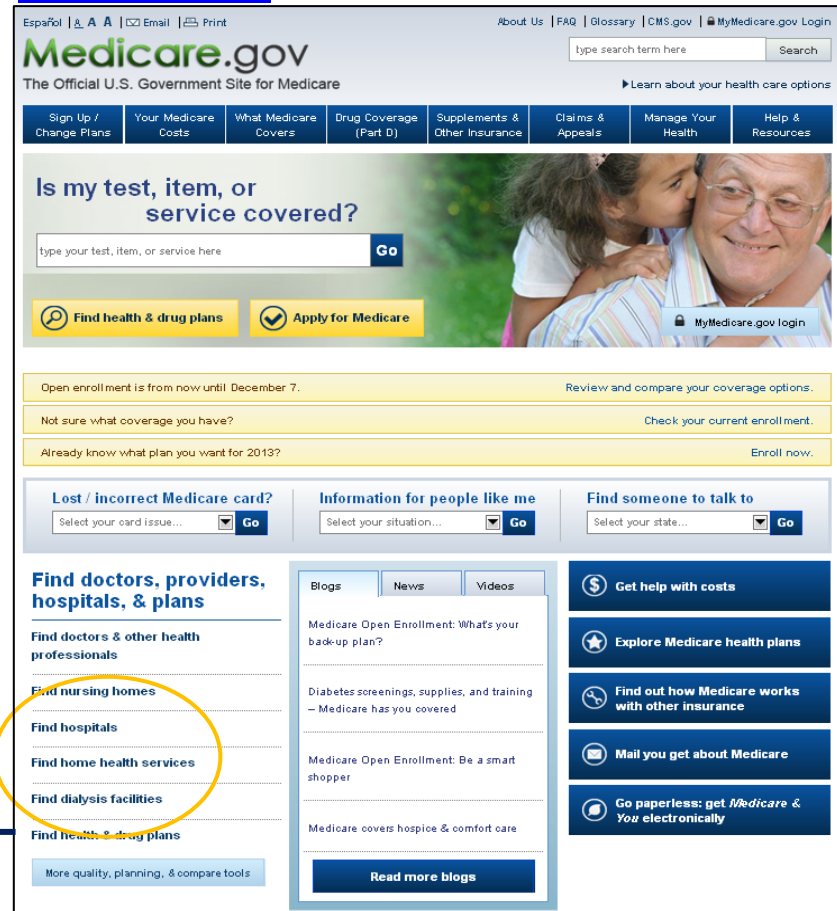 Español | A A A | Email | Print
About Us | FAQ | Glossary | CMS.gov | MyMedicare.gov Login
Medicare.gov
type search term here
Search
The Official U.S. Government Site for Medicare
Learn about your health care options
Sign Up /
Change Plans
Your Medicare
Costs
What Medicare
Covers
Drug Coverage
(Part D)
Supplements &
Other Insurance
Claims &
Appeals
Manage Your
Health
Help &
Resources
Is my test, item, or
service covered?
type your test, item, or service here
Go
Find health & drug plans
Apply for Medicare
MyMedicare.gov login
Open enrollment is from now until December 7.
Review and compare your coverage options.
Not sure what coverage you have?
Check your current enrollment.
Already know what plan you want for 2013?
Enroll now.
Lost / incorrect Medicare card?
Select your card issue...
Go
Information for people like me
Select your situation...
Go
Find someone to talk to
Select your state...
Go
Find doctors, providers,
hospitals, & plans
Find doctors & other health
professionals
Find nursing homes
Find hospitals
Find home health services
Find dialysis facilities
Find health & drug plans
More quality, planning, & compare tools
Blogs
News
Videos
Medicare Open Enrollment: What's your
back-up plan?
Diabetes screenings, supplies, and training
– Medicare has you covered
Medicare Open Enrollment: Be a smart
shopper
Medicare covers hospice & comfort care
Read more blogs
Get help with costs
Explore Medicare health plans
Find out how Medicare works
with other insurance
Mail you get about Medicare
Go paperless: get Medicare &
You electronically